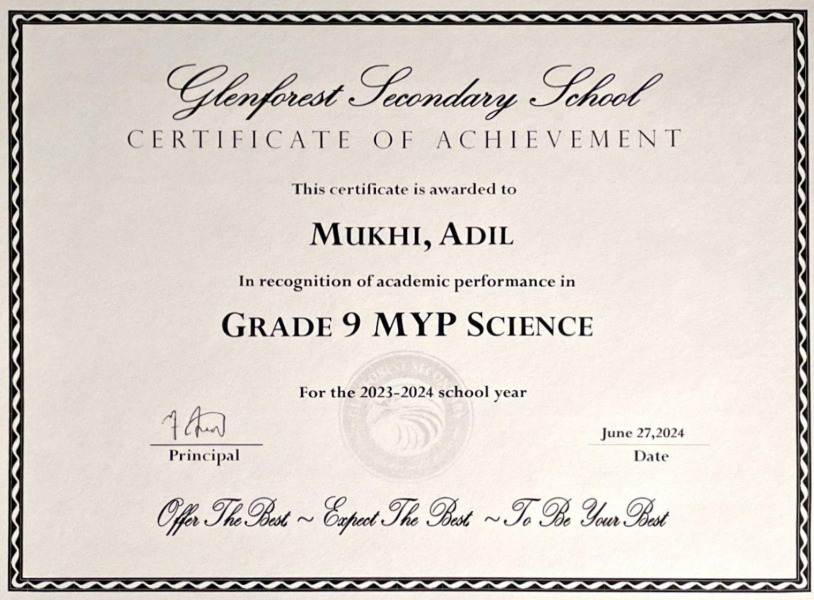 Glenforest Secondary School
CERTIFICATE OF ACHIEVEMENT
This certificate is awarded to
MUKHI, ADIL
In recognition of academic performance in
GRADE 9 MYP SCIENCE
For the 2023-2024 school year
June 27,2024
Principal
Date
Offer The Best ~ Expect The Best ~ To Be Your Best